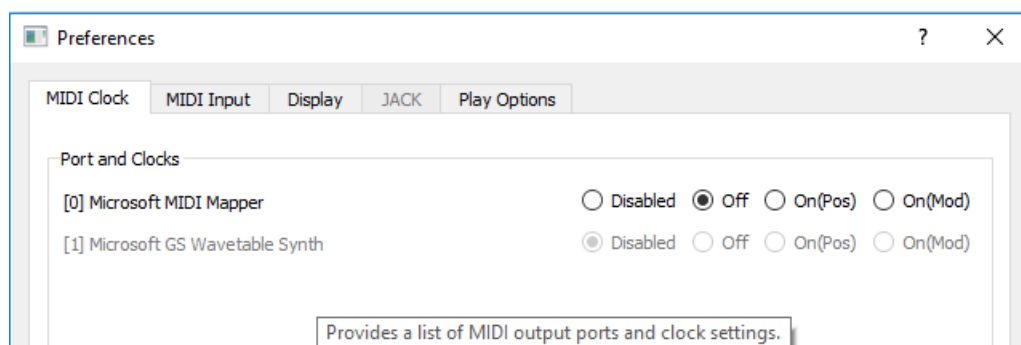 Preferences ? ×
MIDI Clock MIDI Input Display JACK Play Options
Port and Clocks
[0] Microsoft MIDI Mapper Disabled Off On(Pos) On(Mod)
[1] Microsoft GS Wavetable Synth Disabled Off On(Pos) On(Mod)
Provides a list of MIDI output ports and clock settings.